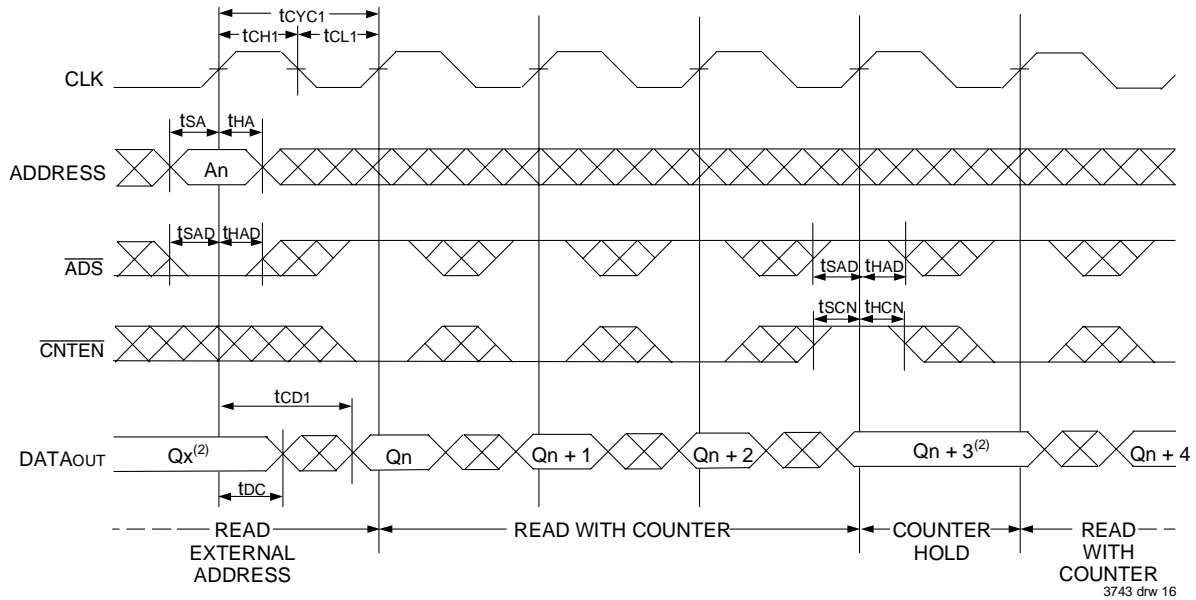 tCYC1
tCH1 tCL1
CLK
tSA tHA
ADDRESS An
tSAD tHAD
ADS
tSAD tHAD
tSCN tHCN
CNTEN
tCD1
DATAOUT Qx(2) Qn Qn + 1 Qn + 2 Qn + 3(2) Qn + 4
tDC
READ EXTERNAL ADDRESS
READ WITH COUNTER
COUNTER HOLD
READ WITH COUNTER
3743 drw 16